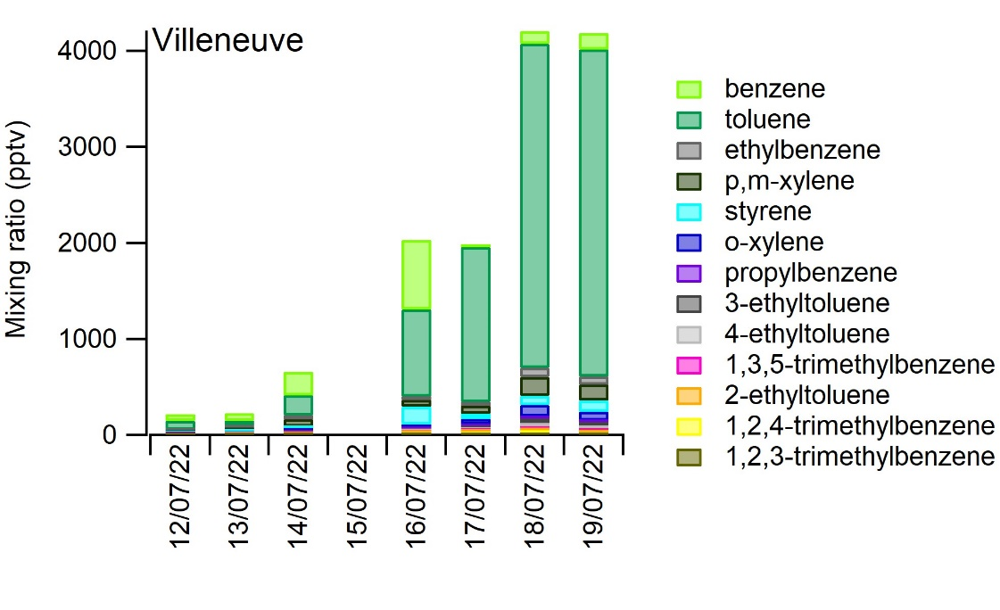 Villeneuve
Mixing ratio (pptv)
4000
3000
2000
1000
0
12/07/22
13/07/22
14/07/22
15/07/22
16/07/22
17/07/22
18/07/22
19/07/22
benzene
toluene
ethylbenzene
p,m-xylene
styrene
o-xylene
propylbenzene
3-ethyltoluene
4-ethyltoluene
1,3,5-trimethylbenzene
2-ethyltoluene
1,2,4-trimethylbenzene
1,2,3-trimethylbenzene